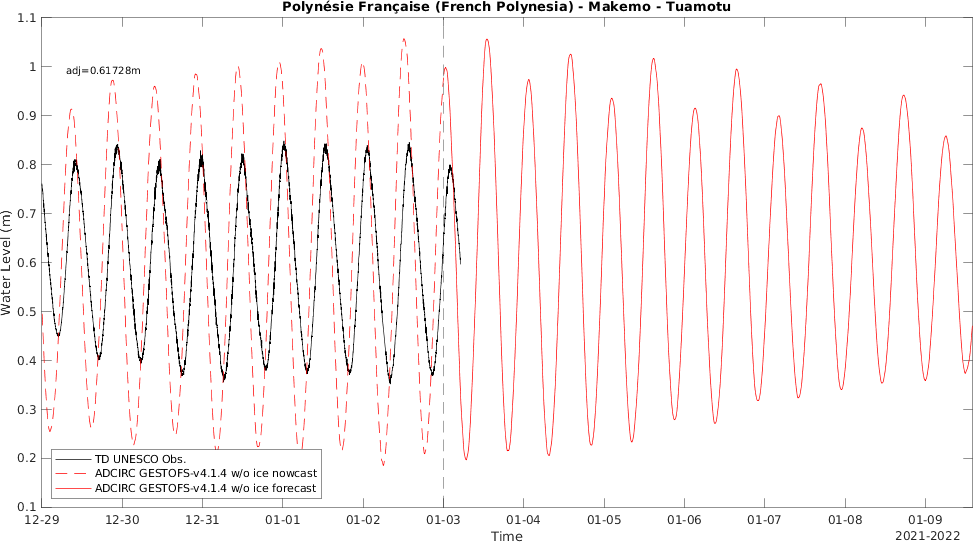 Polynésie Française (French Polynesia) - Makemo - Tuamotu
1.1
1
0.9
0.8
0.7
0.6
0.5
0.4
0.3
0.2
0.1
Water Level (m)
adj=0.61728m
TD UNESCO Obs.
ADCIRC GESTOFS-v4.1.4 w/o ice nowcast
ADCIRC GESTOFS-v4.1.4 w/o ice forecast
12-29 12-30 12-31 01-01 01-02 01-03 01-04 01-05 01-06 01-07 01-08 01-09
Time
2021-2022